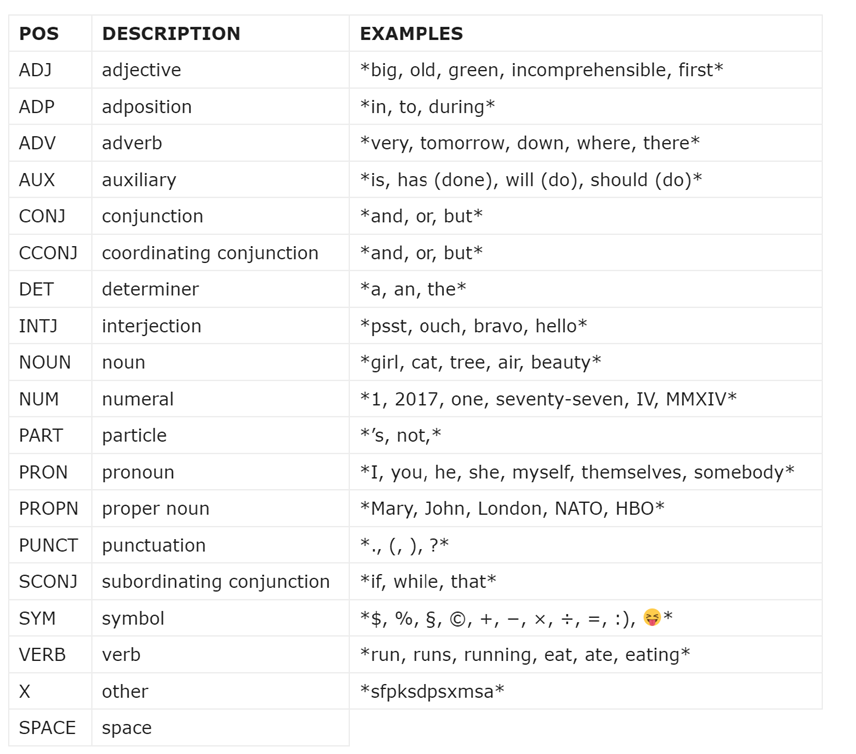 POS DESCRIPTION EXAMPLES
ADJ adjective *big, old, green, incomprehensible, first*
ADP adposition *in, to, during*
ADV adverb *very, tomorrow, down, where, there*
AUX auxiliary *is, has (done), will (do), should (do)*
CONJ conjunction *and, or, but*
CCONJ coordinating conjunction *and, or, but*
DET determiner *a, an, the*
INTJ interjection *psst, ouch, bravo, hello*
NOUN noun *girl, cat, tree, air, beauty*
NUM numeral *1, 2017, one, seventy-seven, IV, MMXIV*
PART particle *’s, not,*
PRON pronoun *I, you, he, she, myself, themselves, somebody*
PROPN proper noun *Mary, John, London, NATO, HBO*
PUNCT punctuation *., (, ), ?*
SCONJ subordinating conjunction *if, while, that*
SYM symbol *$, %, §, ©, +, −, ×, ÷, =, :), 😝*
VERB verb *run, runs, running, eat, ate, eating*
X other *sfpksdpsxmsa*
SPACE space